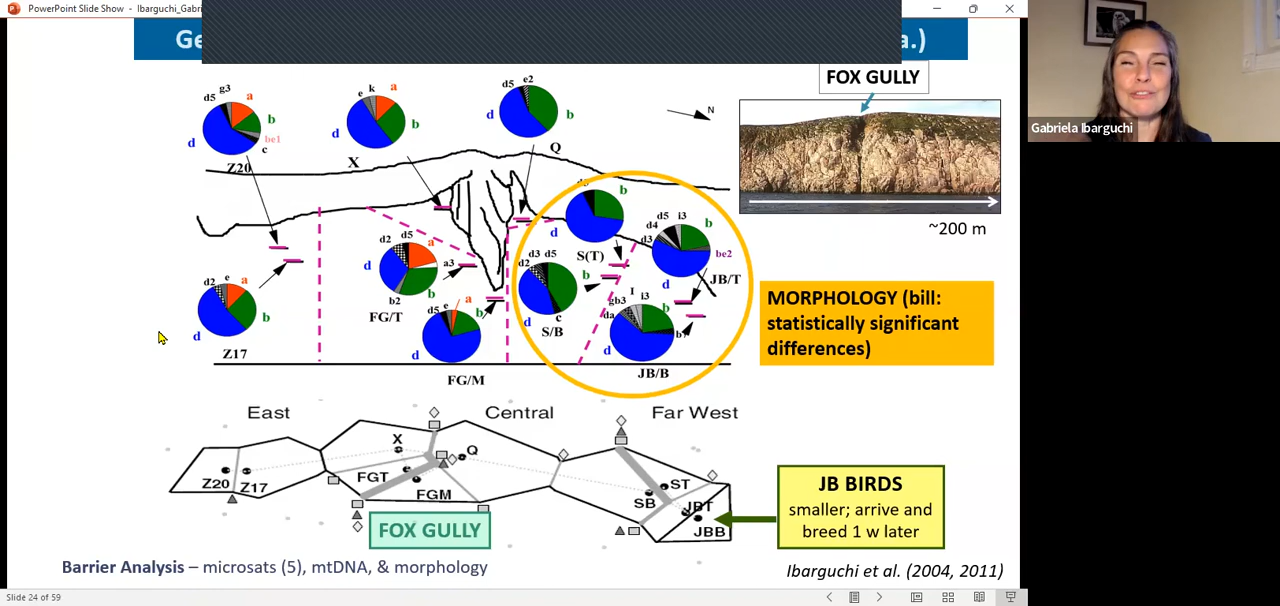 PowerPoint Slide Show - Ibarguchi_Gabri
Ge
a.)
FOX GULLY
~200 m
N
Gabriela Ibarguchi
d5 g3 a
b
be1
c
d
Z20
e k a
b
d
X
d5 e2
b
d
Q
d2 e a
b
d
Z17
d2 d5 a
d
a3
b2 b
FG/T
d5 e a
b
d
FG/M
b
d
S(T)
d2 d3 d5
b
c
d
S/B
d3 d4 d5 i3
b
be2
d
JB/T
I
da gb3 i3
b
d
JB/B
MORPHOLOGY (bill:
statistically significant
differences)
East Central Far West
Z20 Z17 X FGT FGM Q SB ST JBT JBB
FOX GULLY
JB BIRDS
smaller; arrive and
breed 1 w later
Barrier Analysis – microsats (5), mtDNA, & morphology
Ibarguchi et al. (2004, 2011)
Slide 24 of 59